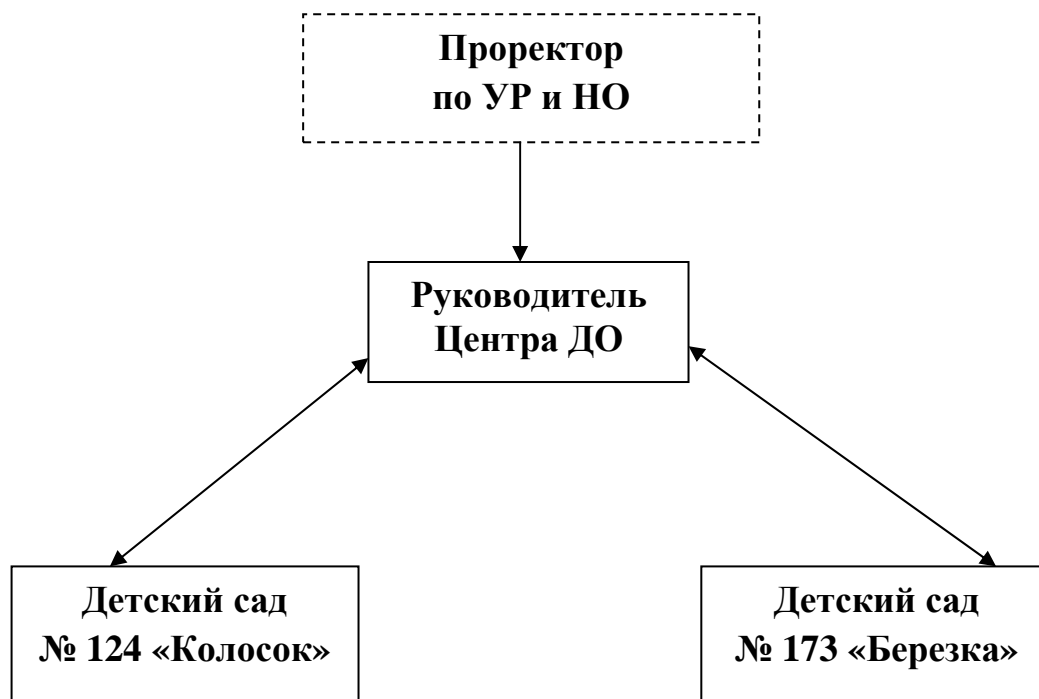 Проректор
по УР и НО
Руководитель
Центра ДО
Детский сад
№ 124 «Колосок»
Детский сад
№ 173 «Березка»